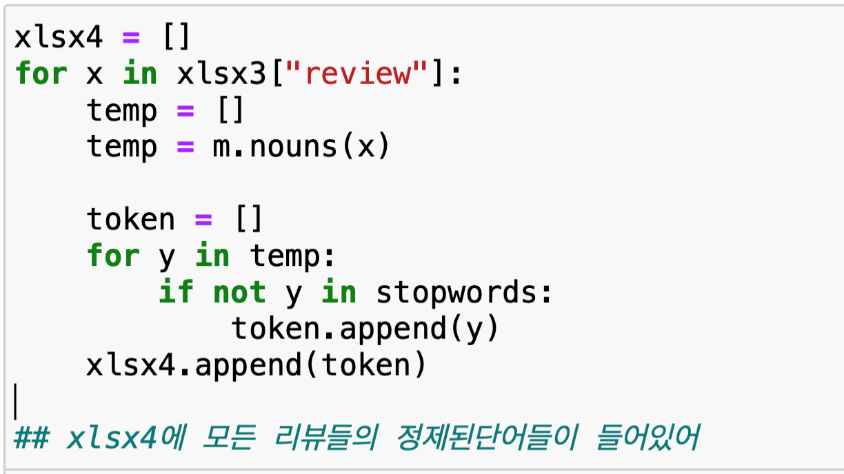 xlsx4 = []
for x in xlsx3["review"]:
    temp = []
    temp = m.nouns(x)

    token = []
    for y in temp:
        if not y in stopwords:
            token.append(y)
    xlsx4.append(token)

## xlsx4에 모든 리뷰들의 정제된단어들이 들어있어